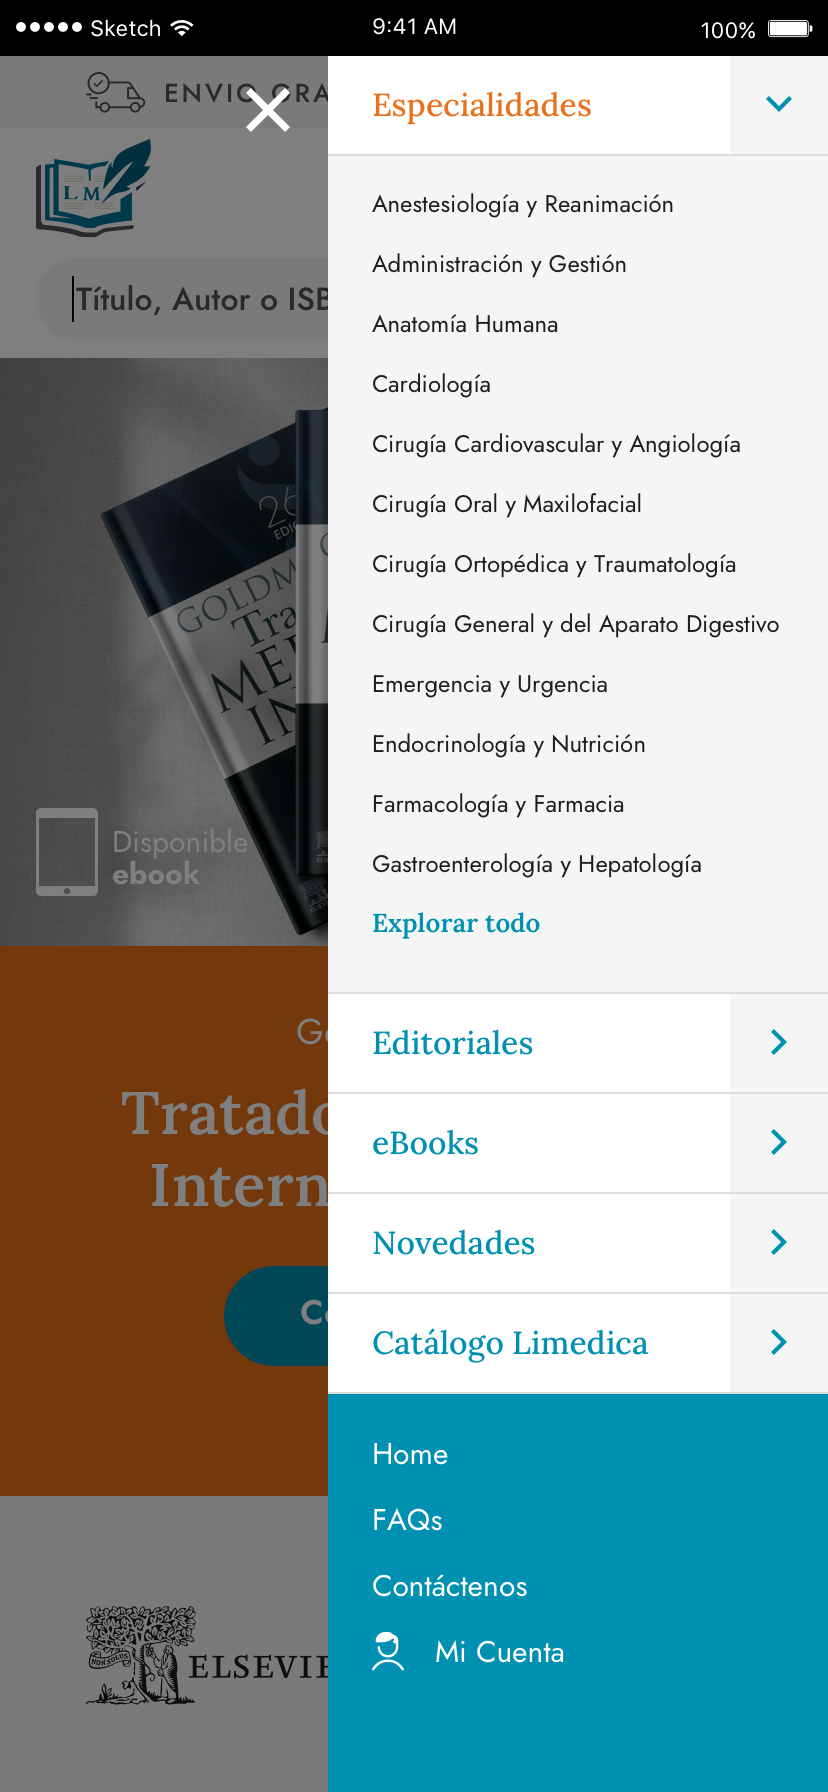 Sketch
9:41 AM
100%
ENVIO GRA
LM
Título, Autor o ISB
26
EDIC
GOLDM
Tra
ME
IN
Disponible
ebook
Go
Tratado
Intern
Co
NON SOLUS
ELSEVIE
Especialidades
Anestesiología y Reanimación
Administración y Gestión
Anatomía Humana
Cardiología
Cirugía Cardiovascular y Angiología
Cirugía Oral y Maxilofacial
Cirugía Ortopédica y Traumatología
Cirugía General y del Aparato Digestivo
Emergencia y Urgencia
Endocrinología y Nutrición
Farmacología y Farmacia
Gastroenterología y Hepatología
Explorar todo
Editoriales
eBooks
Novedades
Catálogo Limedica
Home
FAQs
Contáctenos
Mi Cuenta